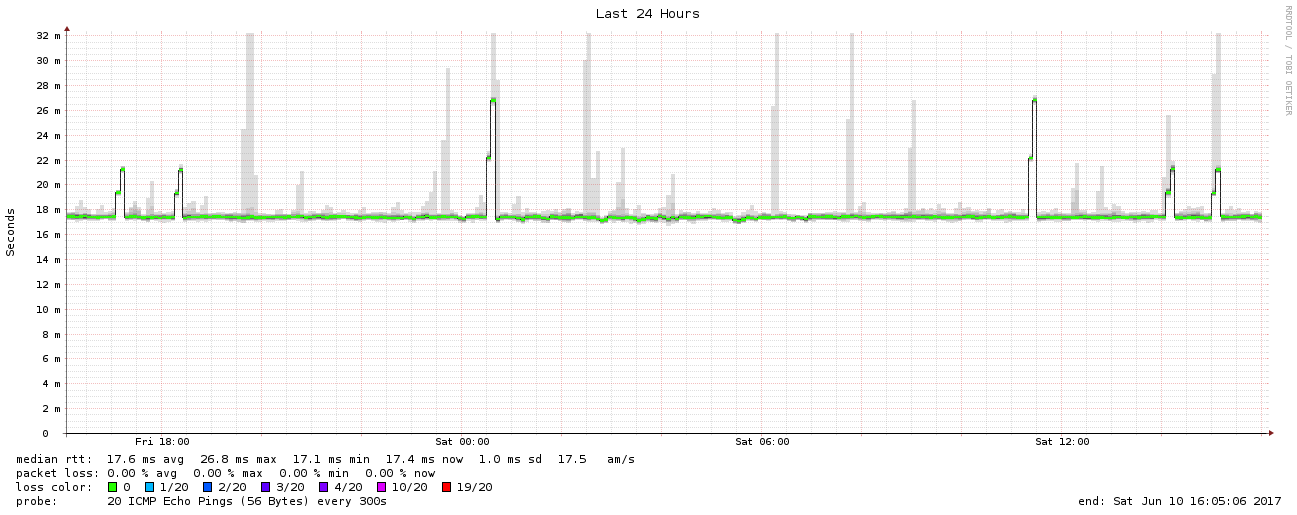 Last 24 Hours
RRDTOOL / TOBI OETIKER
Seconds
32 m
30 m
28 m
26 m
24 m
22 m
20 m
18 m
16 m
14 m
12 m
10 m
8 m
6 m
4 m
2 m
0
Fri 18:00 Sat 00:00 Sat 06:00 Sat 12:00
median rtt: 17.6 ms avg 26.8 ms max 17.1 ms min 17.4 ms now 1.0 ms sd 17.5 am/s
packet loss: 0.00 % avg 0.00 % max 0.00 % min 0.00 % now
loss color: 0 1/20 2/20 3/20 4/20 10/20 19/20
probe: 20 ICMP Echo Pings (56 Bytes) every 300s end: Sat Jun 10 16:05:06 2017